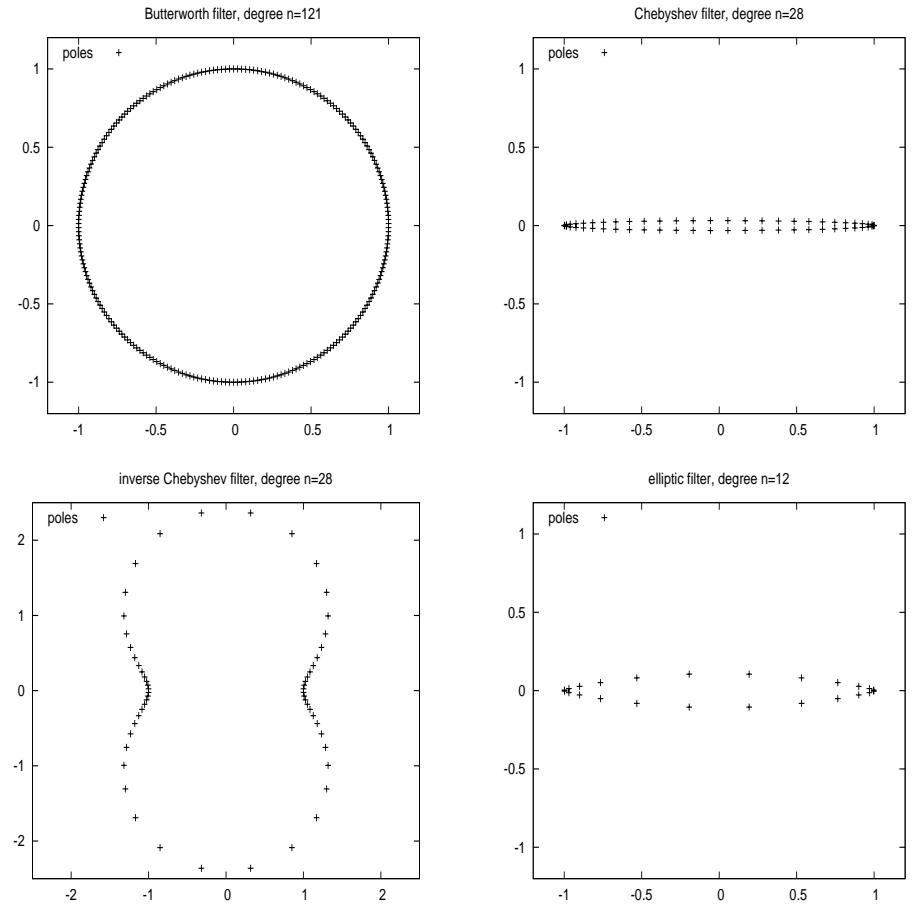 Butterworth filter, degree n=121
poles
1
0.5
0
-0.5
-1
-1 -0.5 0 0.5 1
Chebyshev filter, degree n=28
poles
1
0.5
0
-0.5
-1
-1 -0.5 0 0.5 1
inverse Chebyshev filter, degree n=28
poles
2
1
0
-1
-2
-2 -1 0 1 2
elliptic filter, degree n=12
poles
1
0.5
0
-0.5
-1
-1 -0.5 0 0.5 1